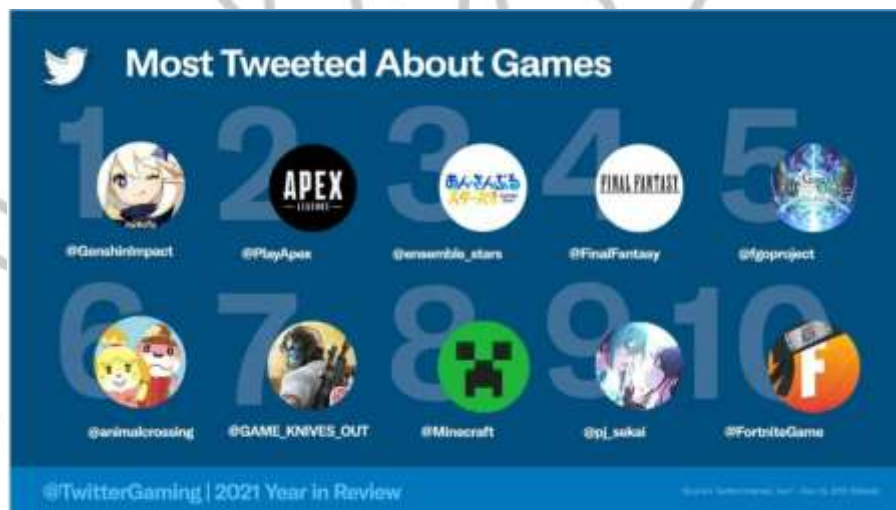 Most Tweeted About Games
1
2
3
4
5
APEX
LEGENDS
あんさんぶる
スターズ!!
FINAL FANTASY
@GenshinImpact
@PlayApex
@ensemble_stars
@FinalFantasy
@fgoproject
6
7
8
9
10
F
@animalcrossing
@GAME_KNIVES_OUT
@Minecraft
@pj_sekai
@FortniteGame
@TwitterGaming | 2021 Year in Review